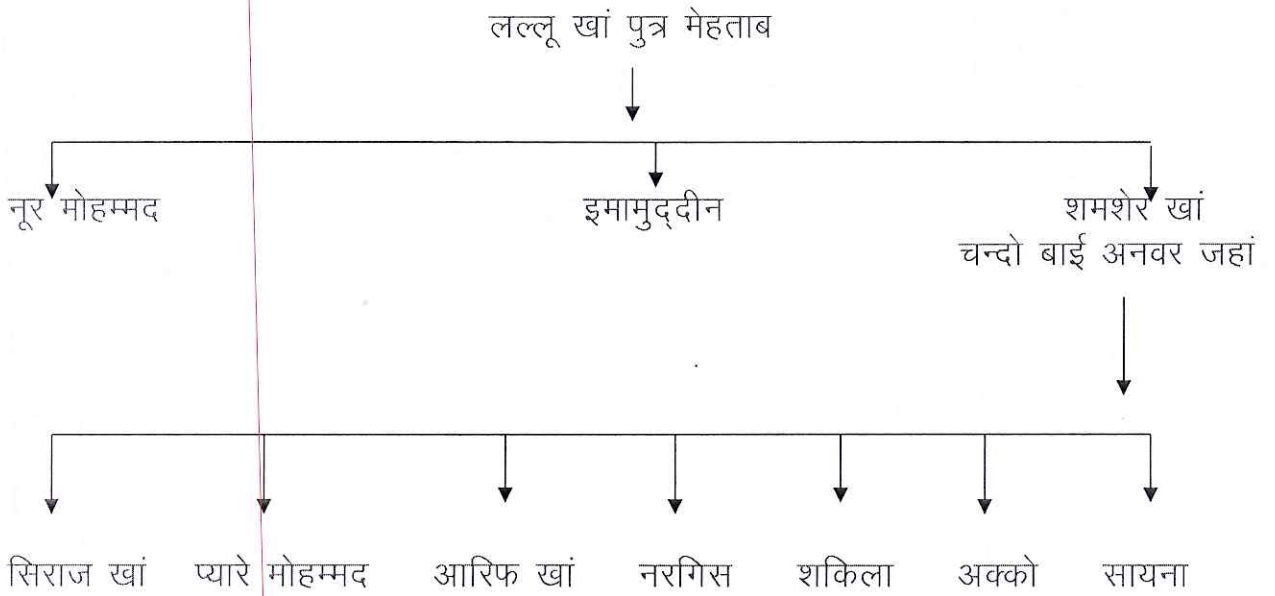 लल्लू खां पुत्र मेहताब
नूर मोहम्मद इमामुद्दीन शमशेर खां
चन्दो बाई अनवर जहां
सिराज खां प्यारे मोहम्मद आरिफ खां नरगिस शकिला अक्को सायना